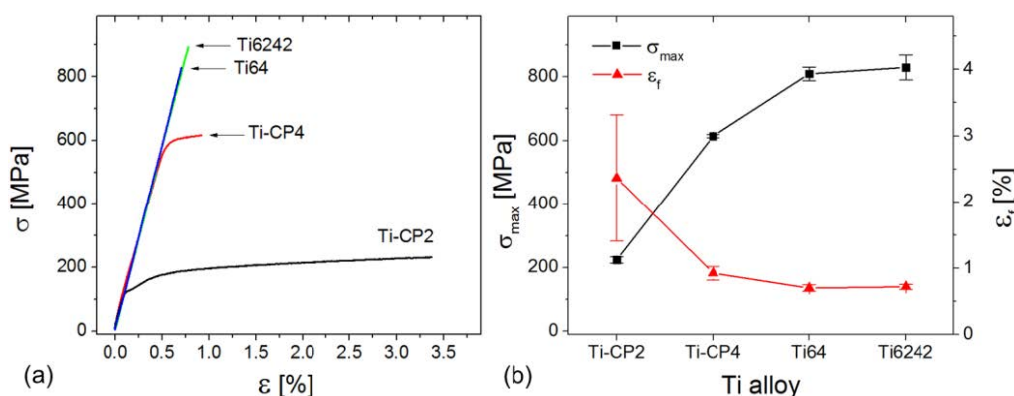 Ti6242
Ti64
Ti-CP4
Ti-CP2
σ [MPa]
800
600
400
200
0
0.0 0.5 1.0 1.5 2.0 2.5 3.0 3.5
(a)
ε [%]
σmax
εf
σmax [MPa]
800
600
400
200
0
4
3
2
1
0
εf [%]
Ti-CP2 Ti-CP4 Ti64 Ti6242
(b)
Ti alloy